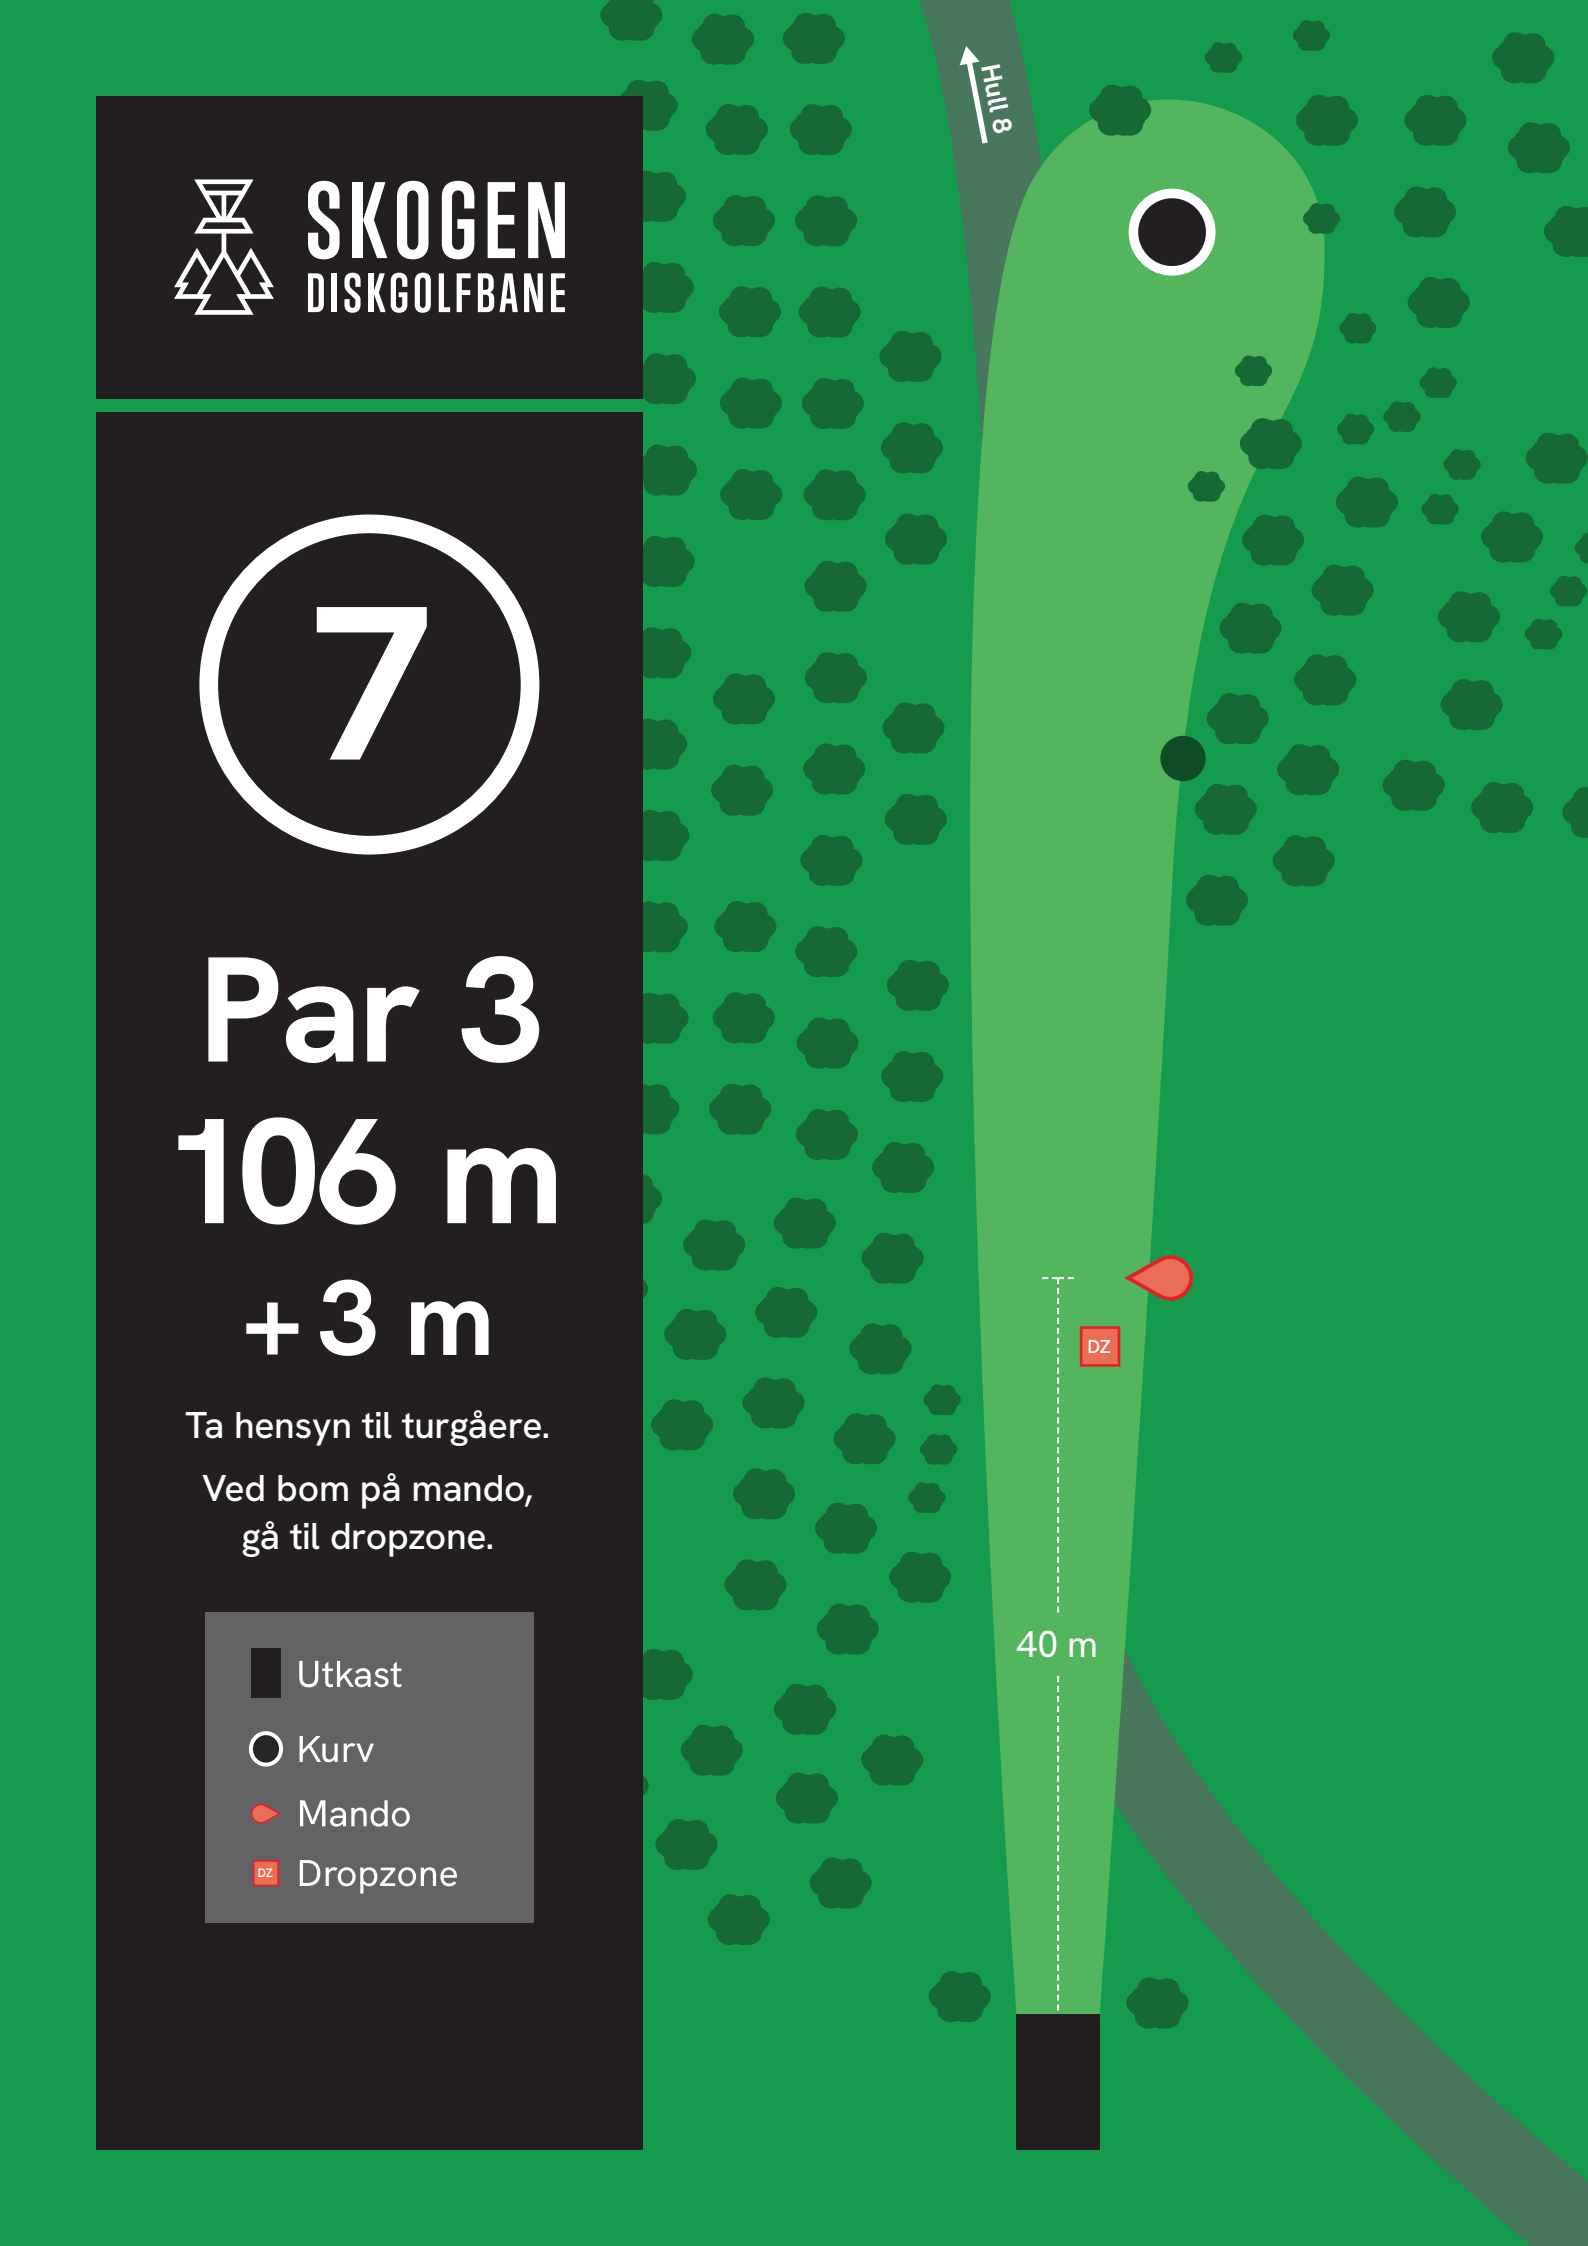 SKOGEN
DISKGOLFBANE
7
Par 3
106 m
+3 m
Ta hensyn til turgåere.
Ved bom på mando,
gå til dropzone.
Utkast
Kurv
Mando
DZ Dropzone
Hull 8
DZ
40 m